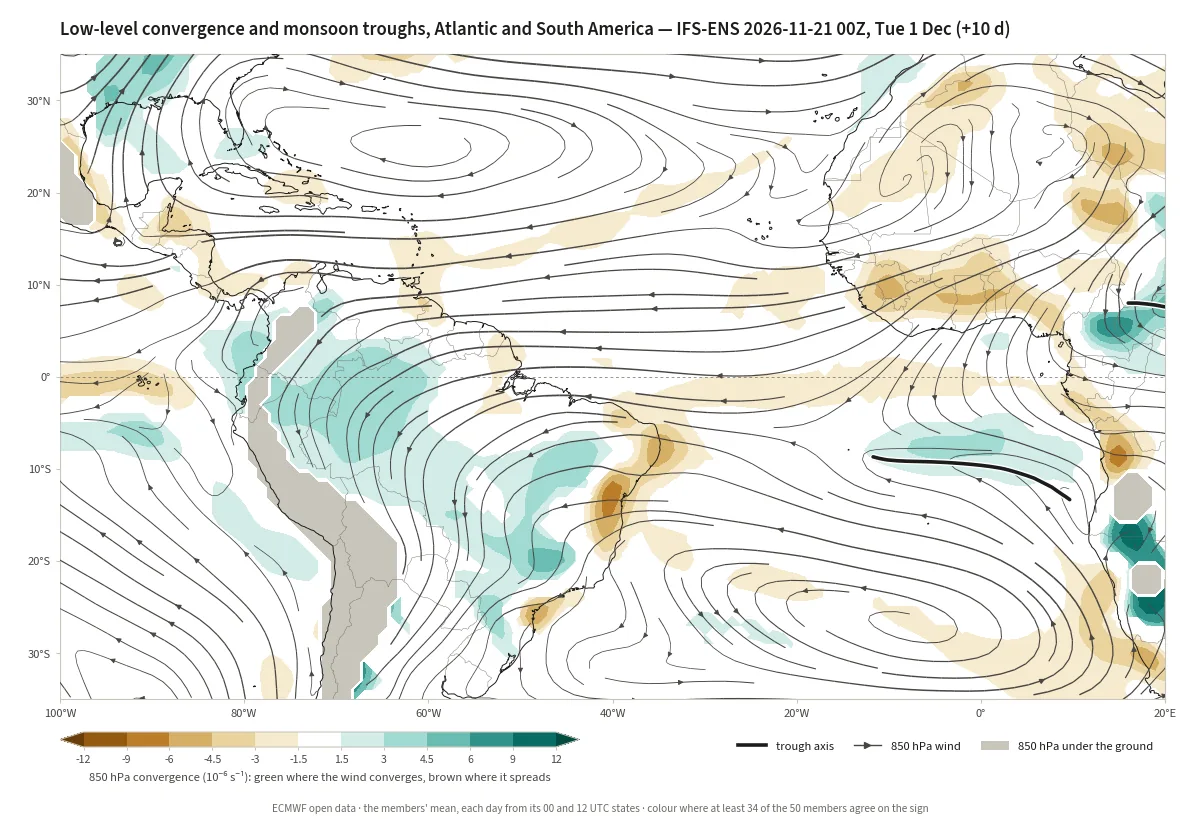 Low-level convergence and monsoon troughs, Atlantic and South America — IFS-ENS 2026-11-21 00Z, Tue 1 Dec (+10 d)
30°N
20°N
10°N
0°
10°S
20°S
30°S
100°W 80°W 60°W 40°W 20°W 0° 20°E
-12 -9 -6 -4.5 -3 -1.5 1.5 3 4.5 6 9 12
850 hPa convergence (10⁻⁶ s⁻¹): green where the wind converges, brown where it spreads
trough axis 850 hPa wind 850 hPa under the ground
ECMWF open data · the members' mean, each day from its 00 and 12 UTC states · colour where at least 34 of the 50 members agree on the sign